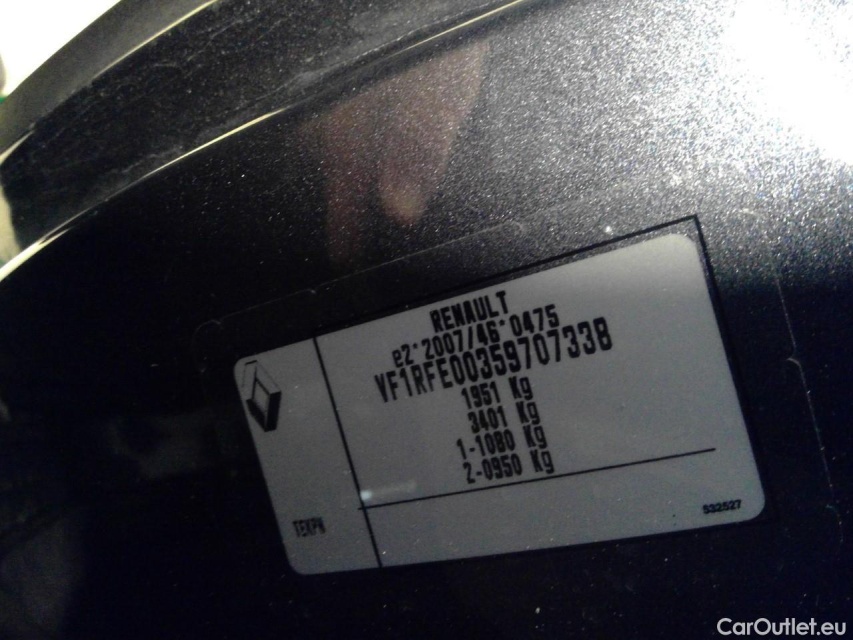 RENAULT
e2*2007/46*0475
VF1RFE00359707338
1951 Kg
3401 Kg
1-1080 Kg
2-0950 Kg
TEKPN
532527
CarOutlet.eu